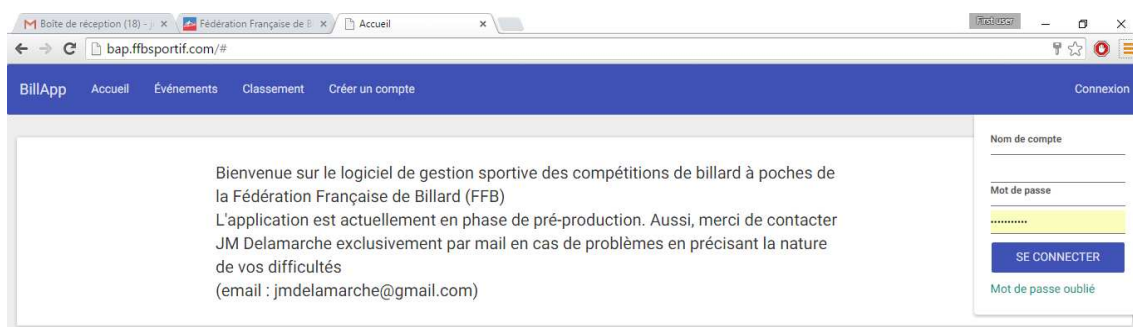 Boîte de réception (18) - j
Fédération Française de B
Accueil
First user
bap.ffbsportif.com/#
BillApp Accueil Événements Classement Créer un compte Connexion
Nom de compte
Bienvenue sur le logiciel de gestion sportive des compétitions de billard à poches de
la Fédération Française de Billard (FFB)
L'application est actuellement en phase de pré-production. Aussi, merci de contacter
JM Delamarche exclusivement par mail en cas de problèmes en précisant la nature
de vos difficultés
(email : jmdelamarche@gmail.com)
Mot de passe
SE CONNECTER
Mot de passe oublié